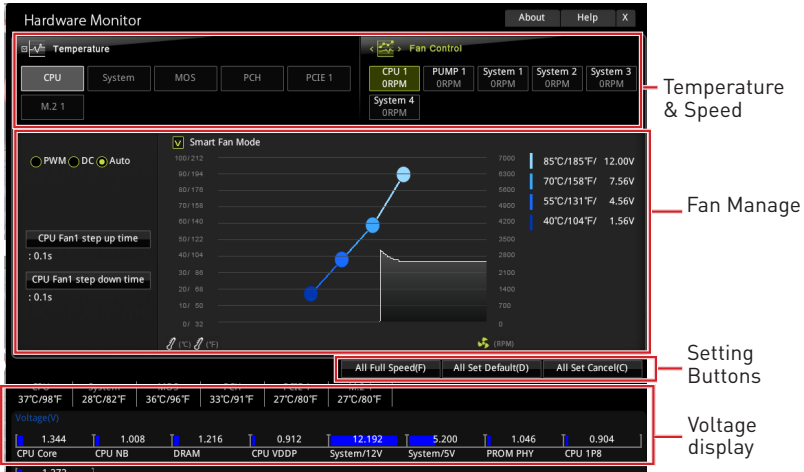 Hardware Monitor
About Help X
Temperature
Fan Control
CPU System MOS PCH PCIE 1
M.2 1
CPU 1 PUMP 1 System 1 System 2 System 3
0RPM 0RPM 0RPM 0RPM 0RPM
System 4
0RPM
Temperature
& Speed
Smart Fan Mode
PWM DC Auto
100/212 7000
90/194 6300
80/176 5600
70/158 4900
60/140 4200
50/122 3500
40/104 2800
30/ 86 2100
20/ 68 1400
10/ 50 700
0/ 32 0
(°C) (°F) (RPM)
85°C/185°F/ 12.00V
70°C/158°F/ 7.56V
55°C/131°F/ 4.56V
40°C/104°F/ 1.56V
CPU Fan1 step up time
: 0.1s
CPU Fan1 step down time
: 0.1s
Fan Manage
All Full Speed(F) All Set Default(D) All Set Cancel(C)
Setting
Buttons
CPU System MOS PCH PCIE 1 M.2 1
37°C/98°F 28°C/82°F 36°C/96°F 33°C/91°F 27°C/80°F 27°C/80°F
Voltage(V)
1.344 1.008 1.216 0.912 12.192 5.200 1.046 0.904
CPU Core CPU NB DRAM CPU VDDP System/12V System/5V PROM PHY CPU 1P8
Voltage
display